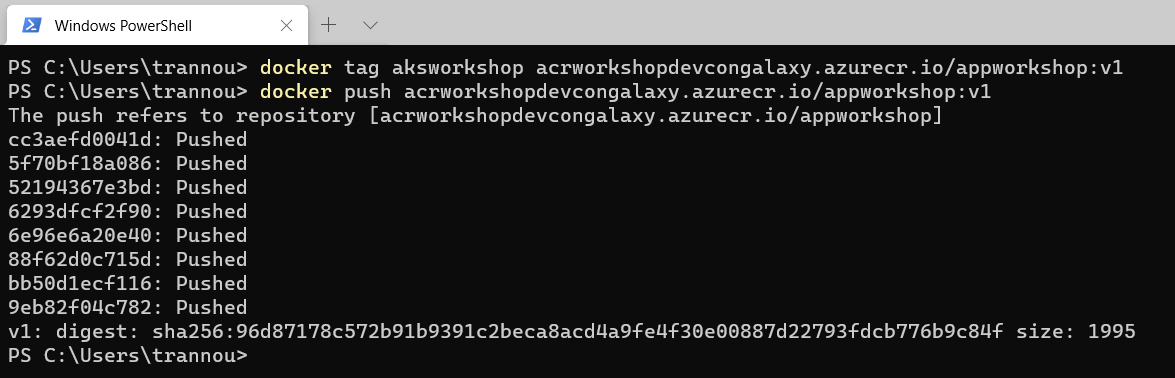 Windows PowerShell
PS C:\Users\trannou> docker tag aksworkshop acrworkshopdevcongalaxy.azurecr.io/appworkshop:v1
PS C:\Users\trannou> docker push acrworkshopdevcongalaxy.azurecr.io/appworkshop:v1
The push refers to repository [acrworkshopdevcongalaxy.azurecr.io/appworkshop]
cc3aefd0041d: Pushed
5f70bf18a086: Pushed
52194367e3bd: Pushed
6293dfcf2f90: Pushed
6e96e6a20e40: Pushed
88f62d0c715d: Pushed
bb50d1ecf116: Pushed
9eb82f04c782: Pushed
v1: digest: sha256:96d87178c572b91b9391c2beca8acd4a9fe4f30e00887d22793fdcb776b9c84f size: 1995
PS C:\Users\trannou>